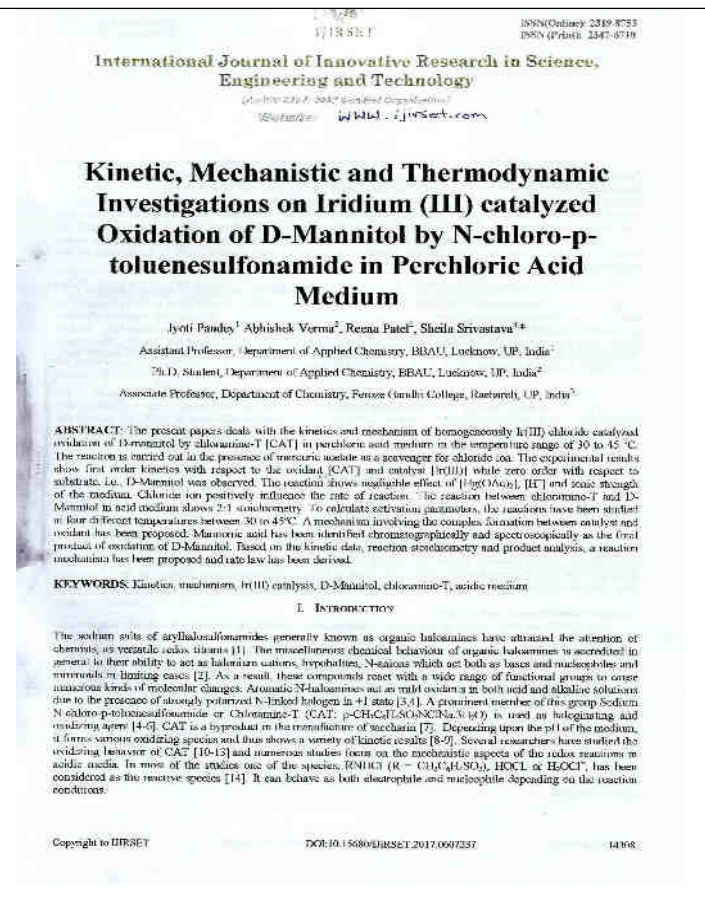 IJIRSET
ISSN(Online): 2319-8753
ISSN (Print): 2347-6710
International Journal of Innovative Research in Science,
Engineering and Technology
Website: www.ijirset.com
Kinetic, Mechanistic and Thermodynamic
Investigations on Iridium (III) catalyzed
Oxidation of D-Mannitol by N-chloro-p-
toluenesulfonamide in Perchloric Acid
Medium
Jyoti Pandey1 Abhishek Verma2, Reena Patel2, Sheila Srivastava3*
Assistant Professor, Department of Applied Chemistry, BBAU, Lucknow, UP, India1
Ph.D. Student, Department of Applied Chemistry, BBAU, Lucknow, UP, India2
Associate Professor, Department of Chemistry, Feroze Gandhi College, Raebareli, UP, India3
ABSTRACT: The present papers deals with the kinetics and mechanism of homogeneously Ir(III) chloride catalyzed
oxidation of D-mannitol by chloramine-T [CAT] in perchloric acid medium in the temperature range of 30 to 45 °C.
The reaction is carried out in the presence of mercuric acetate as a scavenger for chloride ion. The experimental results
show first order kinetics with respect to the oxidant [CAT] and catalyst [Ir(III)] while zero order with respect to
substrate, i.e., D-Mannitol was observed. The reaction shows negligible effect of [Hg(OAc)2], [H+] and ionic strength
of the medium. Chloride ion positively influence the rate of reaction. The reaction between chloramine-T and D-
Mannitol in acid medium shows 2:1 stoichiometry. To calculate activation parameters, the reactions have been studied
at four different temperatures between 30 to 45°C. A mechanism involving the complex formation between catalyst and
oxidant has been proposed. Mannonic acid has been identified chromatographically and spectroscopically as the final
product of oxidation of D-Mannitol. Based on the kinetic data, reaction stoichiometry and product analysis, a reaction
mechanism has been proposed and rate law has been derived.
KEYWORDS: Kinetics, mechanism, Ir(III) catalysis, D-Mannitol, chloramine-T, acidic medium
I. INTRODUCTION
The sodium salts of arylhalosulfonamides generally known as organic haloamines have attracted the attention of
chemists, as versatile redox titrants [1]. The miscellaneous chemical behaviour of organic haloamines is accredited in
general to their ability to act as halonium cations, hypohalites, N-anions which act both as bases and nucleophiles and
nitrenoids in limiting cases [2]. As a result, these compounds react with a wide range of functional groups to cause
numerous kinds of molecular changes. Aromatic N-haloamines act as mild oxidants in both acid and alkaline solutions
due to the presence of strongly polarized N-linked halogen in +1 state [3,4]. A prominent member of this group Sodium
N-chloro-p-toluenesulfonamide or Chloramine-T (CAT; p-CH3C6H4SO2NClNa.3H2O) is used as halogenating and
oxidizing agent [4-6]. CAT is a byproduct in the manufacture of saccharin [7]. Depending upon the pH of the medium,
it forms various oxidizing species and thus shows a variety of kinetic results [8-9]. Several researchers have studied the
oxidizing behavior of CAT [10-13] and numerous studies focus on the mechanistic aspects of the redox reactions in
acidic media. In most of the studies one of the species, RNHCl (R = CH3C6H4SO2), HOCL or H2OCl+, has been
considered as the reactive species [14]. It can behave as both electrophile and nucleophile depending on the reaction
conditions.
Copyright to IJIRSET
DOI:10.15680/IJIRSET.2017.0607237
14308